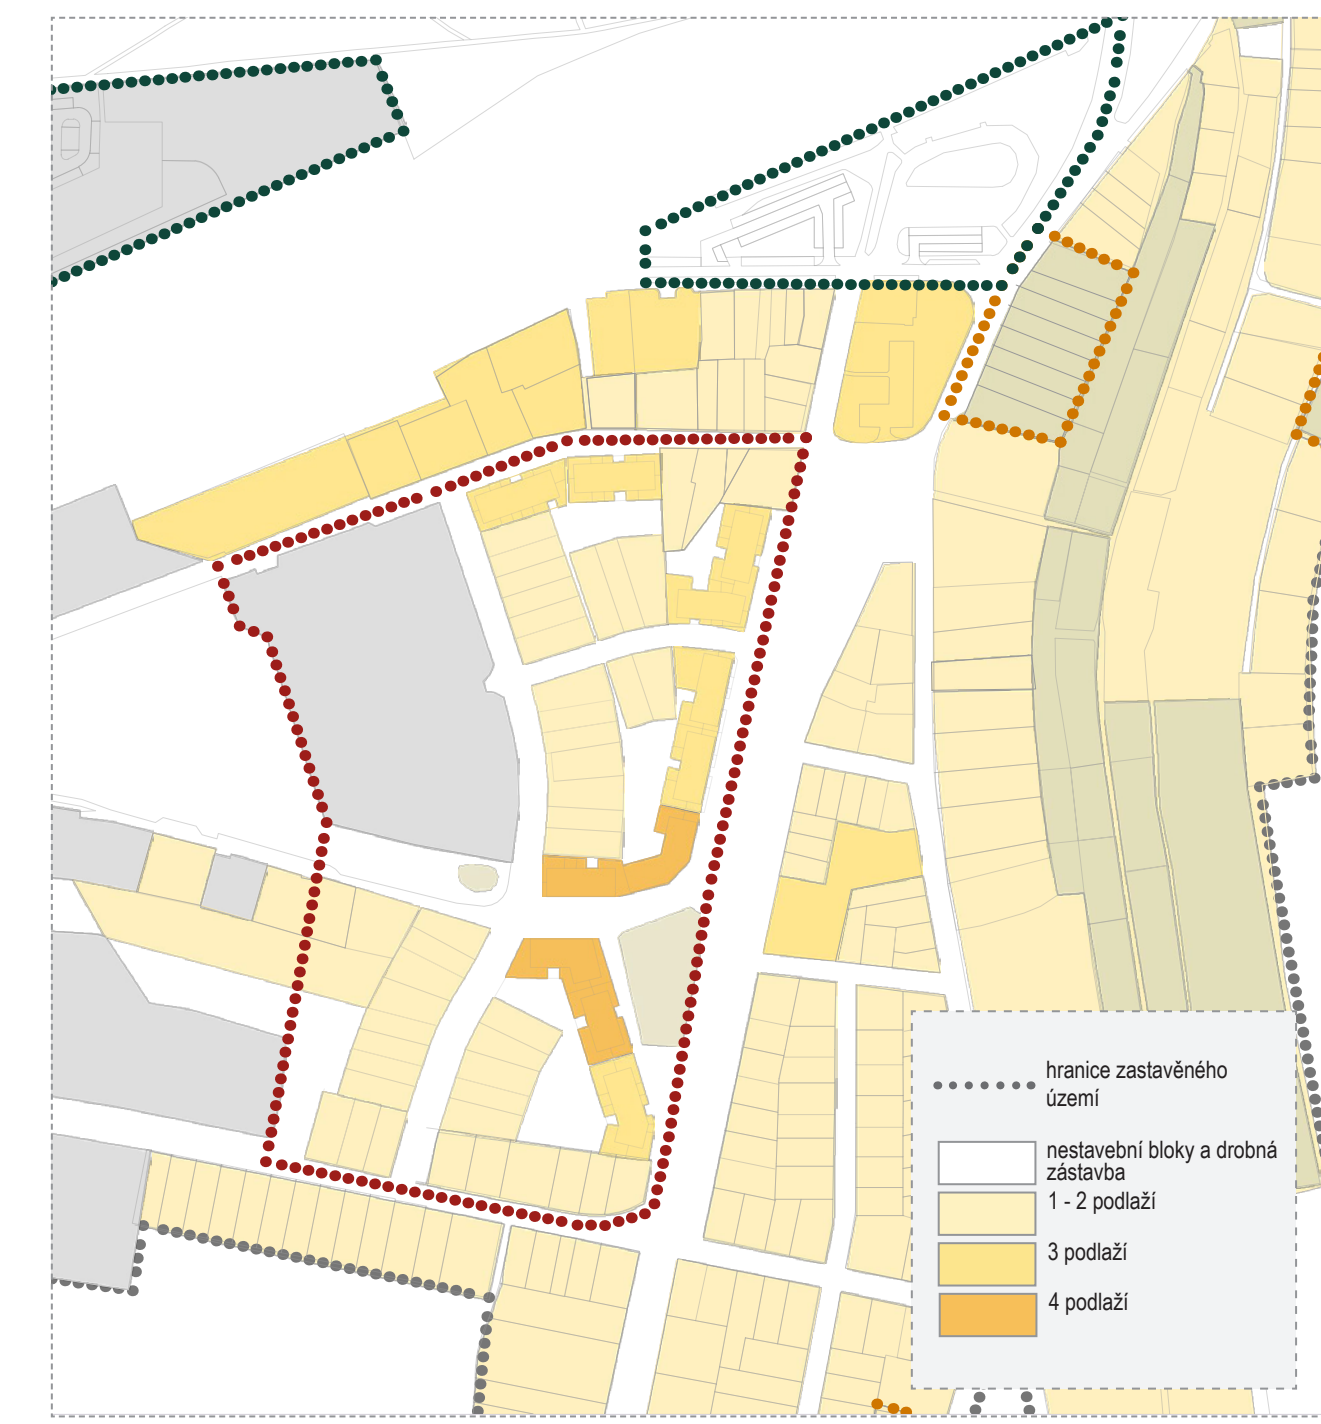 hranice zastavěného
území
nestavební bloky a drobná
zástavba
1 - 2 podlaží
3 podlaží
4 podlaží